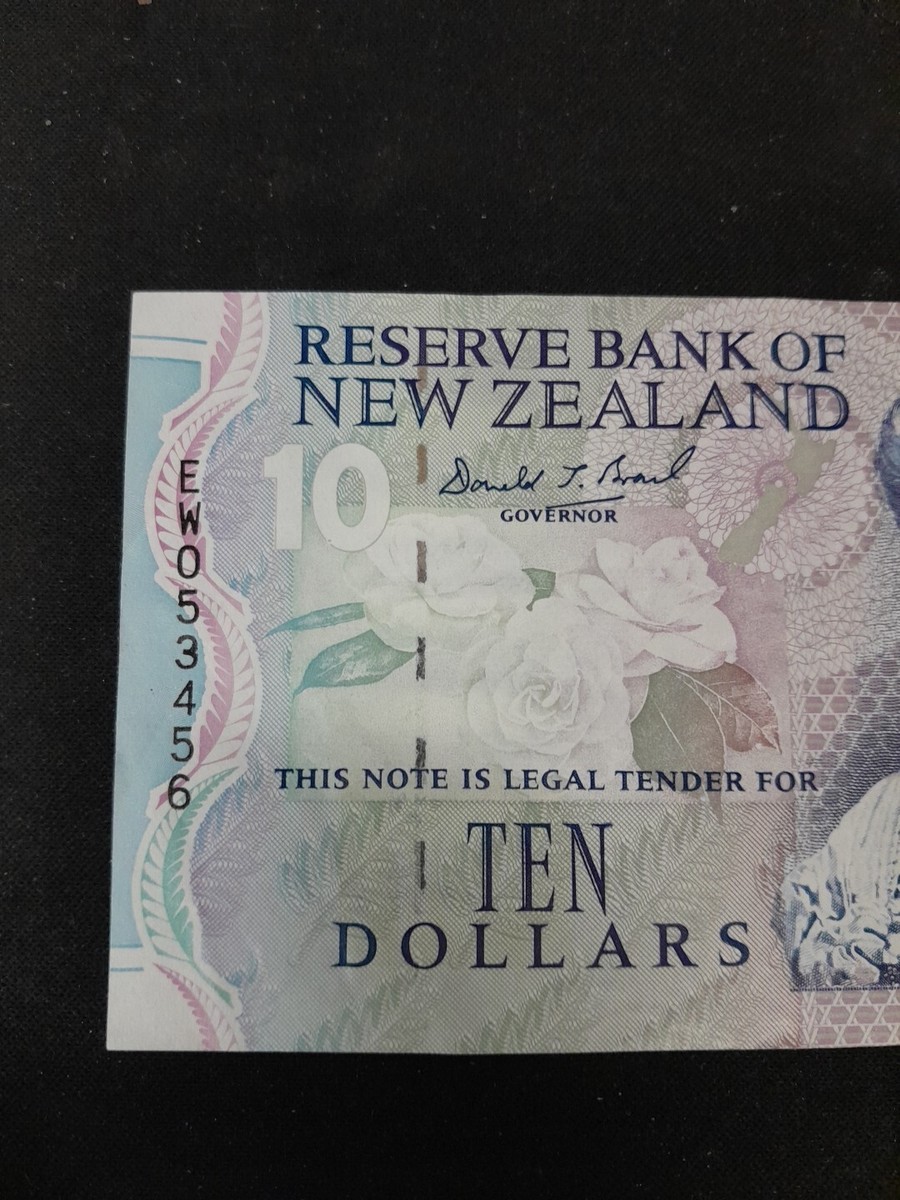 RESERVE BANK OF
NEW ZEALAND
10
Donald T. Brash
GOVERNOR
EW053456
THIS NOTE IS LEGAL TENDER FOR
TEN
DOLLARS